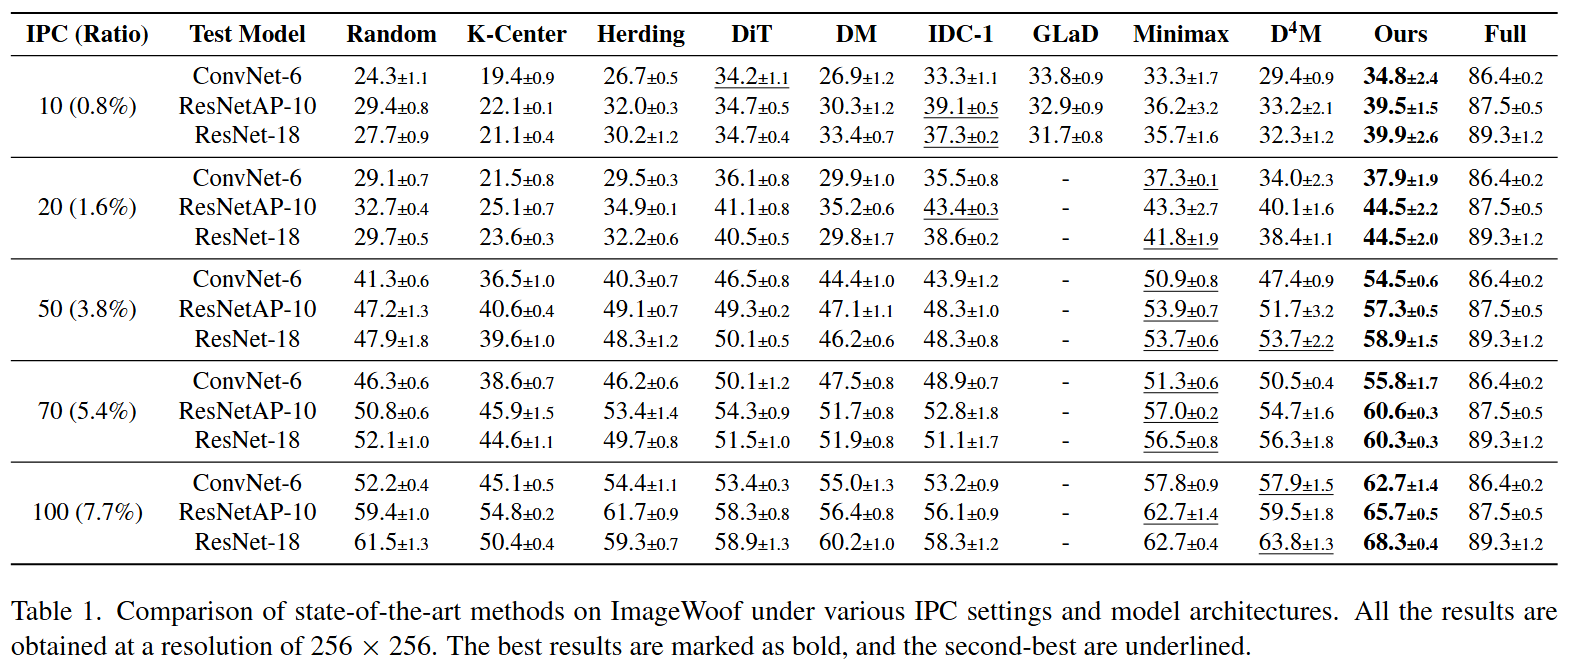 IPC (Ratio) Test Model Random K-Center Herding DiT DM IDC-1 GLaD Minimax D⁴M Ours Full
ConvNet-6 24.3±1.1 19.4±0.9 26.7±0.5 34.2±1.1 26.9±1.2 33.3±1.1 33.8±0.9 33.3±1.7 29.4±0.9 34.8±2.4 86.4±0.2
10 (0.8%) ResNetAP-10 29.4±0.8 22.1±0.1 32.0±0.3 34.7±0.5 30.3±1.2 39.1±0.5 32.9±0.9 36.2±3.2 33.2±2.1 39.5±1.5 87.5±0.5
ResNet-18 27.7±0.9 21.1±0.4 30.2±1.2 34.7±0.4 33.4±0.7 37.3±0.2 31.7±0.8 35.7±1.6 32.3±1.2 39.9±2.6 89.3±1.2
ConvNet-6 29.1±0.7 21.5±0.8 29.5±0.3 36.1±0.8 29.9±1.0 35.5±0.8 - 37.3±0.1 34.0±2.3 37.9±1.9 86.4±0.2
20 (1.6%) ResNetAP-10 32.7±0.4 25.1±0.7 34.9±0.1 41.1±0.8 35.2±0.6 43.4±0.3 - 43.3±2.7 40.1±1.6 44.5±2.2 87.5±0.5
ResNet-18 29.7±0.5 23.6±0.3 32.2±0.6 40.5±0.5 29.8±1.7 38.6±0.2 - 41.8±1.9 38.4±1.1 44.5±2.0 89.3±1.2
ConvNet-6 41.3±0.6 36.5±1.0 40.3±0.7 46.5±0.8 44.4±1.0 43.9±1.2 - 50.9±0.8 47.4±0.9 54.5±0.6 86.4±0.2
50 (3.8%) ResNetAP-10 47.2±1.3 40.6±0.4 49.1±0.7 49.3±0.2 47.1±1.1 48.3±1.0 - 53.9±0.7 51.7±3.2 57.3±0.5 87.5±0.5
ResNet-18 47.9±1.8 39.6±1.0 48.3±1.2 50.1±0.5 46.2±0.6 48.3±0.8 - 53.7±0.6 53.7±2.2 58.9±1.5 89.3±1.2
ConvNet-6 46.3±0.6 38.6±0.7 46.2±0.6 50.1±1.2 47.5±0.8 48.9±0.7 - 51.3±0.6 50.5±0.4 55.8±1.7 86.4±0.2
70 (5.4%) ResNetAP-10 50.8±0.6 45.9±1.5 53.4±1.4 54.3±0.9 51.7±0.8 52.8±1.8 - 57.0±0.2 54.7±1.6 60.6±0.3 87.5±0.5
ResNet-18 52.1±1.0 44.6±1.1 49.7±0.8 51.5±1.0 51.9±0.8 51.1±1.7 - 56.5±0.8 56.3±1.8 60.3±0.3 89.3±1.2
ConvNet-6 52.2±0.4 45.1±0.5 54.4±1.1 53.4±0.3 55.0±1.3 53.2±0.9 - 57.8±0.9 57.9±1.5 62.7±1.4 86.4±0.2
100 (7.7%) ResNetAP-10 59.4±1.0 54.8±0.2 61.7±0.9 58.3±0.8 56.4±0.8 56.1±0.9 - 62.7±1.4 59.5±1.8 65.7±0.5 87.5±0.5
ResNet-18 61.5±1.3 50.4±0.4 59.3±0.7 58.9±1.3 60.2±1.0 58.3±1.2 - 62.7±0.4 63.8±1.3 68.3±0.4 89.3±1.2
Table 1. Comparison of state-of-the-art methods on ImageWoof under various IPC settings and model architectures. All the results are
obtained at a resolution of 256 × 256. The best results are marked as bold, and the second-best are underlined.